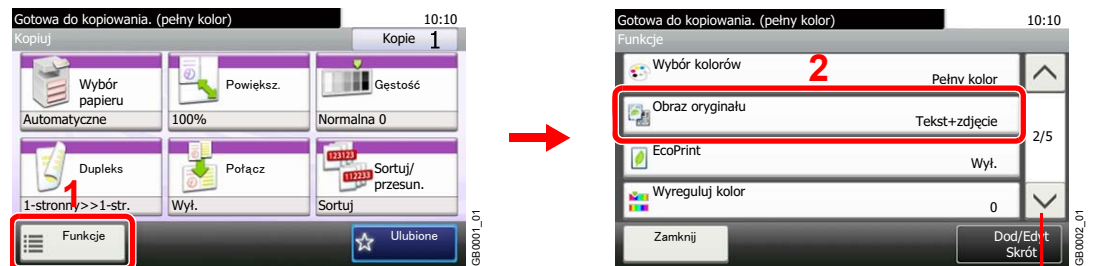 Gotowa do kopiowania. (pełny kolor) 10:10
Kopiuj Kopie 1
Wybór
papieru
Automatyczne
Powiększ.
100%
Gęstość
Normalna 0
Dupleks
1-stronny>>1-str.
Połącz
Wył.
123123
112233
Sortuj/
przesun.
Sortuj
1
Funkcje
Ulubione
GB0001_01
Gotowa do kopiowania. (pełny kolor) 10:10
Funkcje
Wybór kolorów
2
Pełny kolor
Obraz oryginału
Tekst+zdjęcie
2/5
EcoPrint
Wył.
Wyreguluj kolor
0
Zamknij
Dod/Edyt
Skrót
GB0002_01